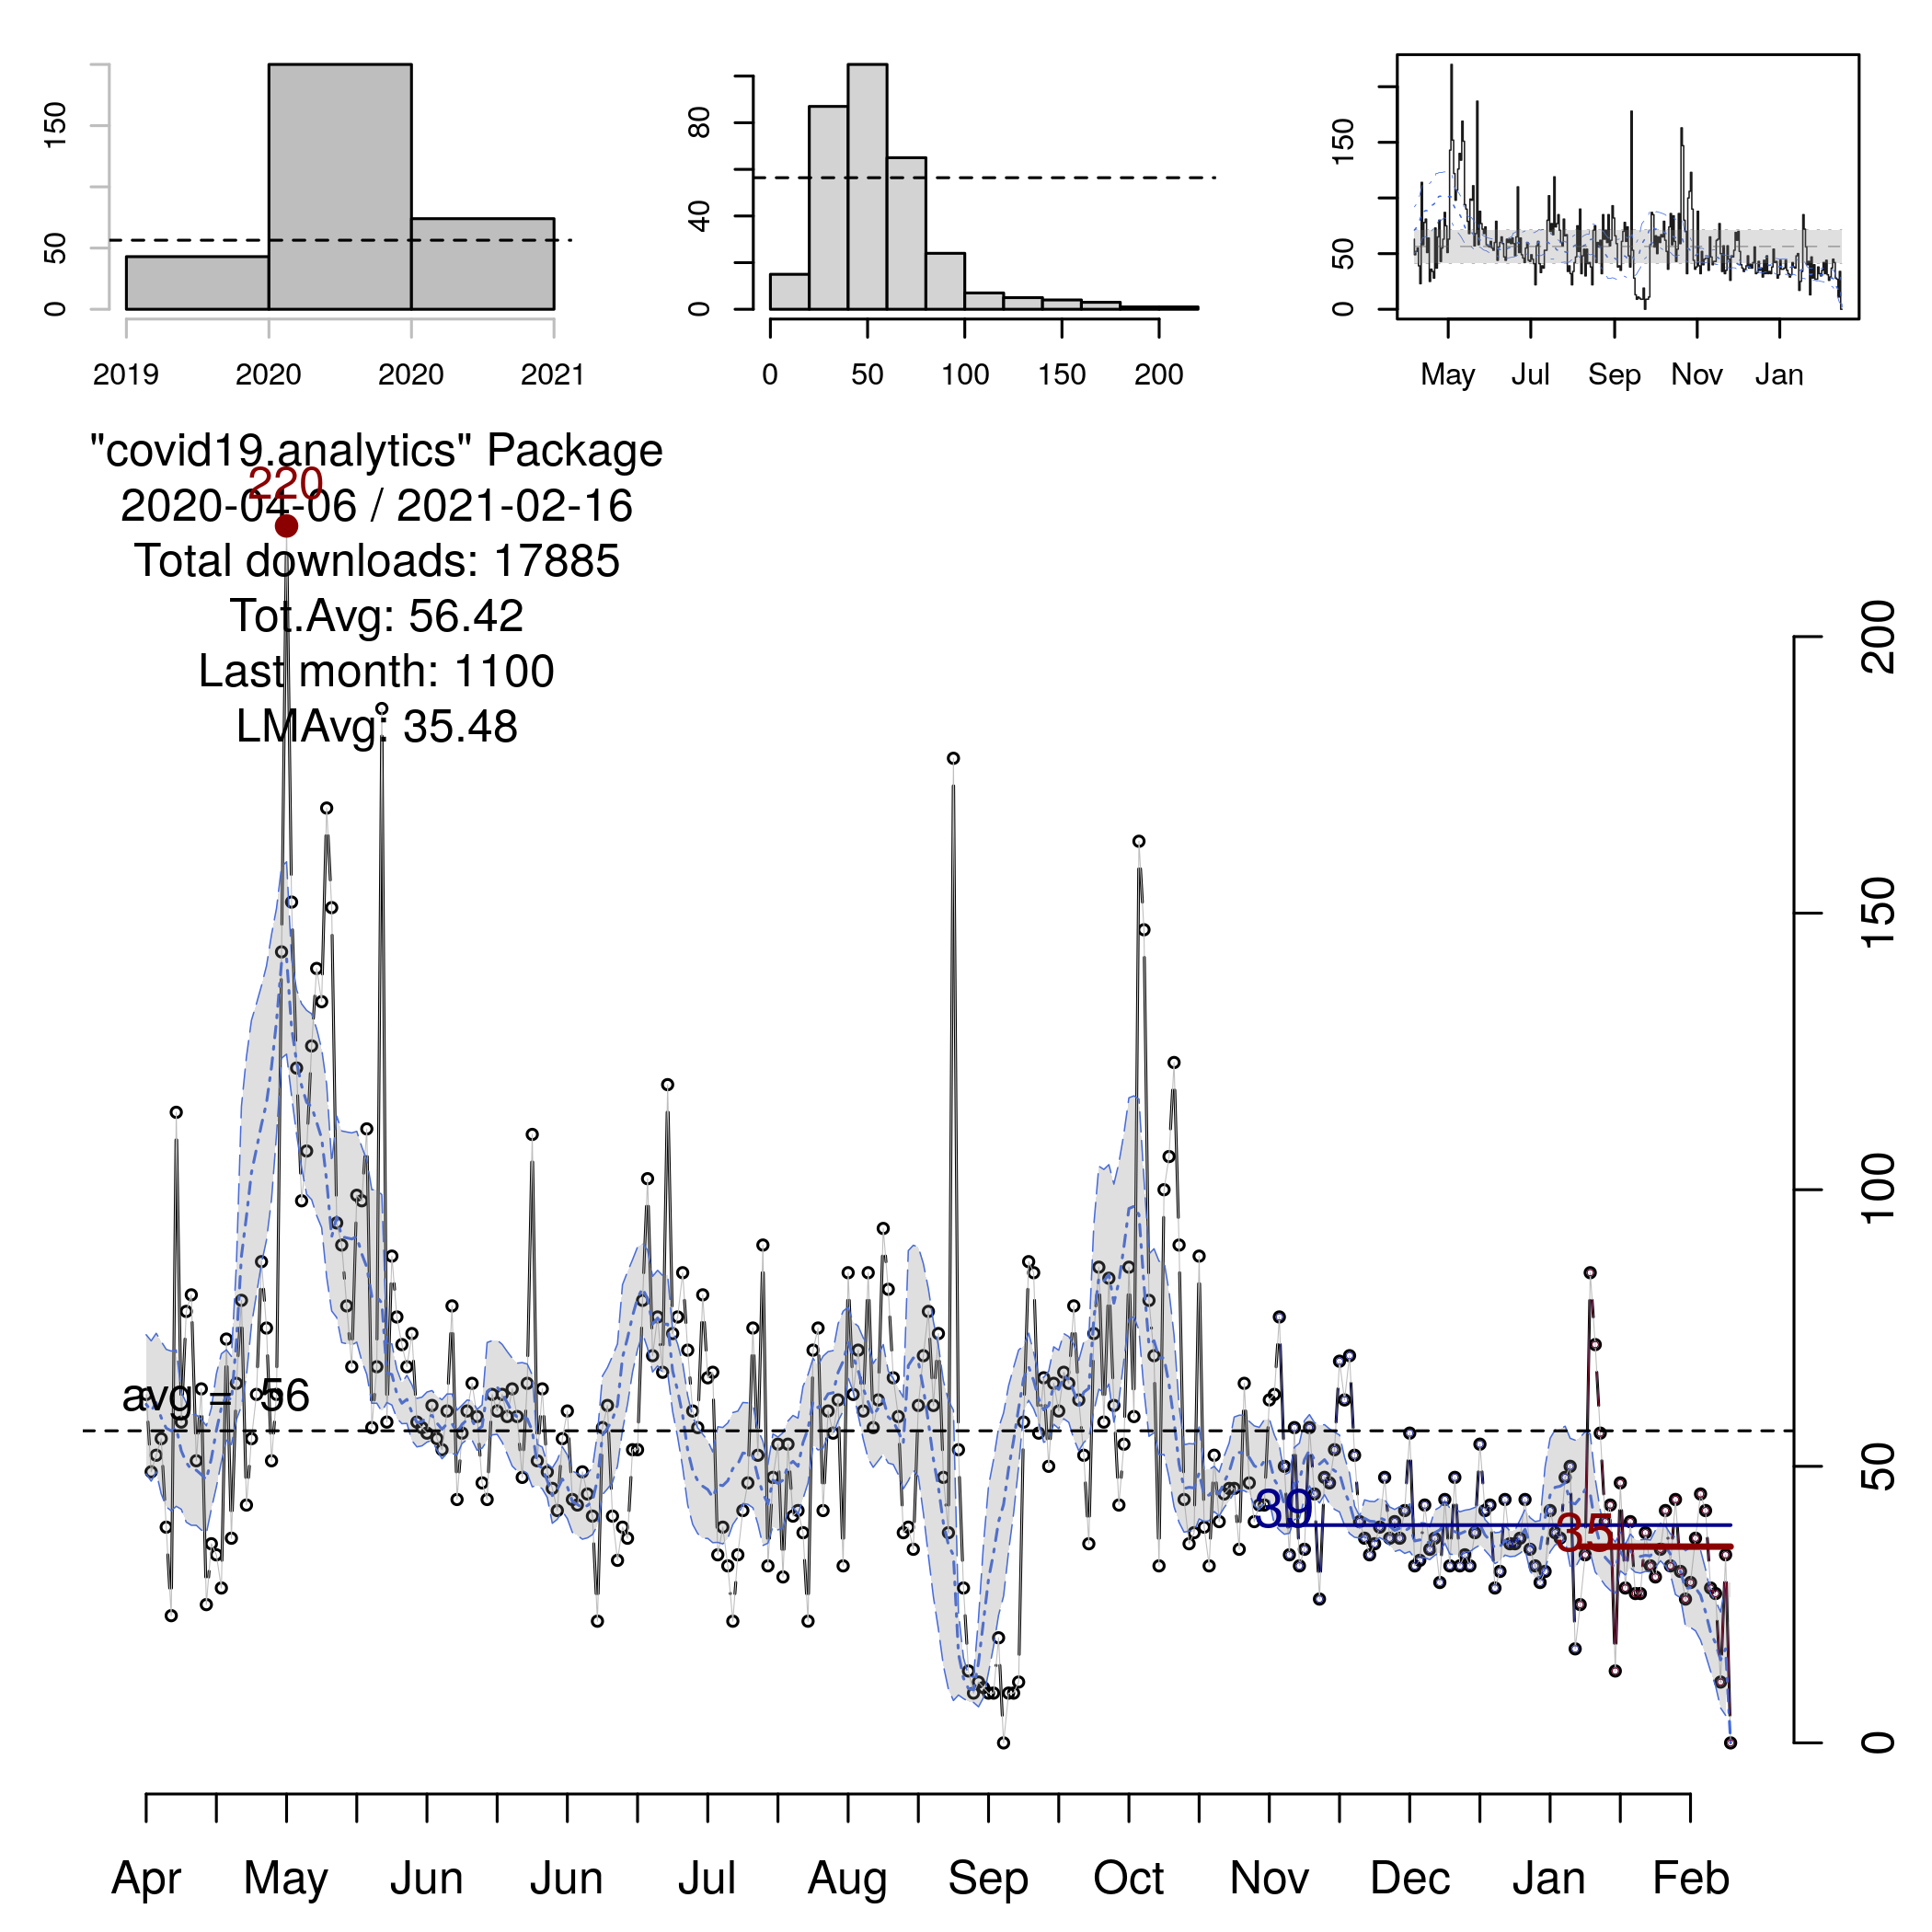 0 50 150
2019 2020 2020 2021
0 40 80
0 50 100 150 200
0 50 150
May Jul Sep Nov Jan
"covid19.analytics" Package
220
2020-04-06 / 2021-02-16
Total downloads: 17885
Tot.Avg: 56.42
Last month: 1100
LMAvg: 35.48
avg = 56
39
35
0 50 100 150 200
Apr May Jun Jun Jul Aug Sep Oct Nov Dec Jan Feb